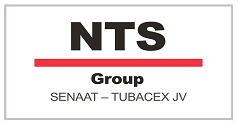 NTS
Group
SENAAT – TUBACEX JV